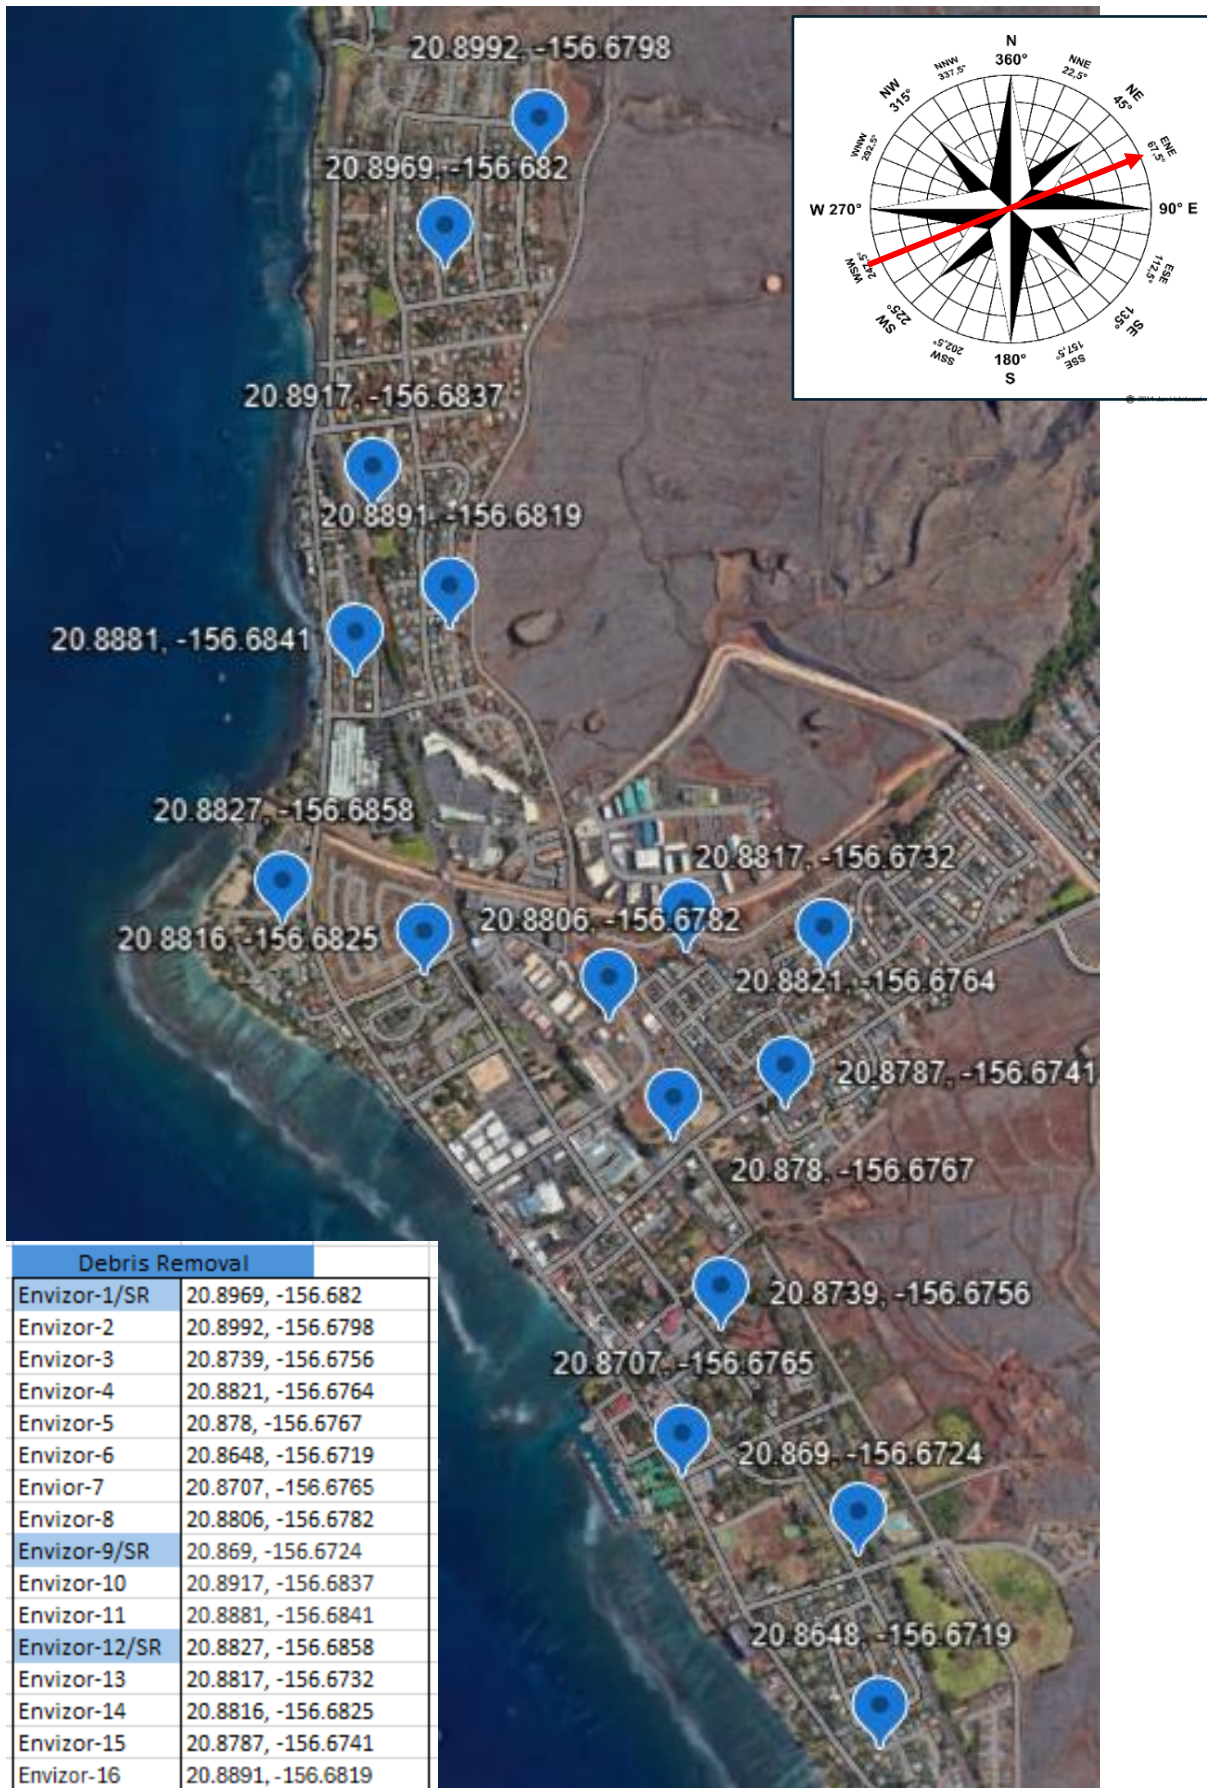 20.8992, -156.6798
20.8969, -156.682
20.8917, -156.6837
20.8891, -156.6819
20.8881, -156.6841
20.8827, -156.6858
20.8817, -156.6732
20.8816, -156.6825
20.8806, -156.6782
20.8821, -156.6764
20.8787, -156.6741
20.878, -156.6767
20.8739, -156.6756
20.8707, -156.6765
20.869, -156.6724
20.8648, -156.6719
N
360°
NNE
22,5°
NE
45°
ENE
67,5°
90° E
ESE
112,5°
SE
135°
SSE
157,5°
180°
S
SSW
202,5°
SW
225°
WSW
247,5°
W 270°
WNW
292,5°
NW
315°
NNW
337,5°
Debris Removal
Envizor-1/SR 20.8969, -156.682
Envizor-2 20.8992, -156.6798
Envizor-3 20.8739, -156.6756
Envizor-4 20.8821, -156.6764
Envizor-5 20.878, -156.6767
Envizor-6 20.8648, -156.6719
Envior-7 20.8707, -156.6765
Envizor-8 20.8806, -156.6782
Envizor-9/SR 20.869, -156.6724
Envizor-10 20.8917, -156.6837
Envizor-11 20.8881, -156.6841
Envizor-12/SR 20.8827, -156.6858
Envizor-13 20.8817, -156.6732
Envizor-14 20.8816, -156.6825
Envizor-15 20.8787, -156.6741
Envizor-16 20.8891, -156.6819